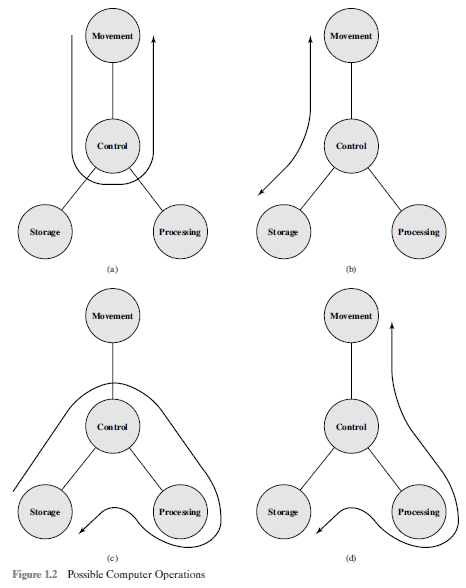 Movement
Movement
Control
Control
Storage
Processing
Storage
Processing
(a)
(b)
Movement
Movement
Control
Control
Storage
Processing
Storage
Processing
(c)
(d)
Figure 1.2 Possible Computer Operations